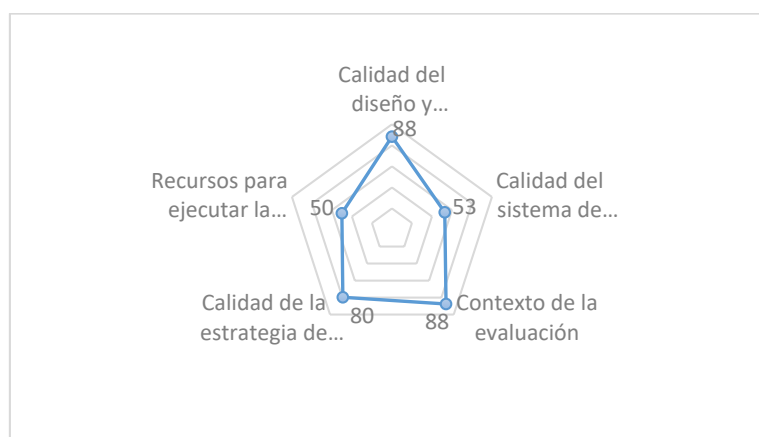 Calidad del
diseño y...
88
Calidad del
sistema de...
53
Contexto de la
evaluación
88
Calidad de la
estrategia de...
80
Recursos para
ejecutar la...
50